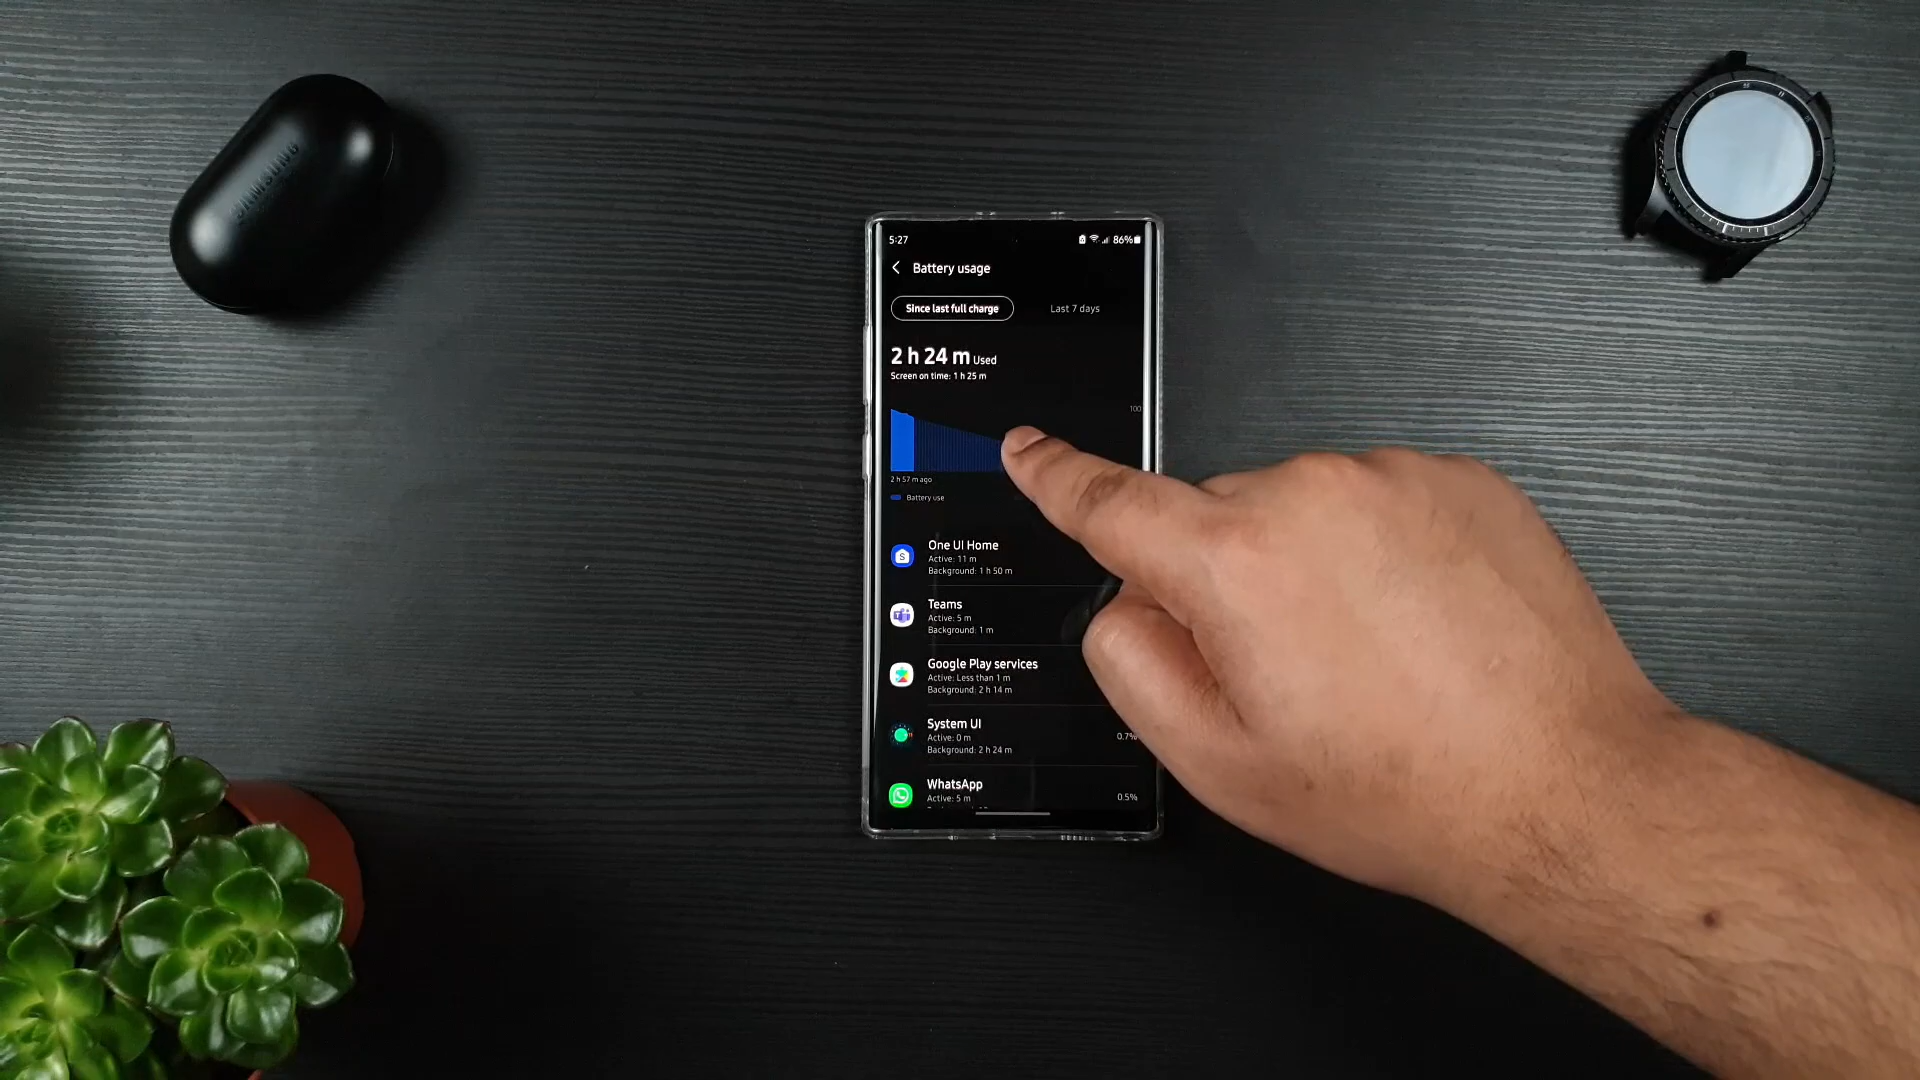 SAMSUNG
5:27
86%
Battery usage
Since last full charge
Last 7 days
2 h 24 m Used
Screen on time: 1 h 25 m
100
2 h 57 m ago
Battery use
One UI Home
Active: 11 m
Background: 1 h 50 m
Teams
Active: 5 m
Background: 1 m
Google Play services
Active: Less than 1 m
Background: 2 h 14 m
System UI
Active: 0 m
0.7%
Background: 2 h 24 m
WhatsApp
Active: 5 m
0.5%